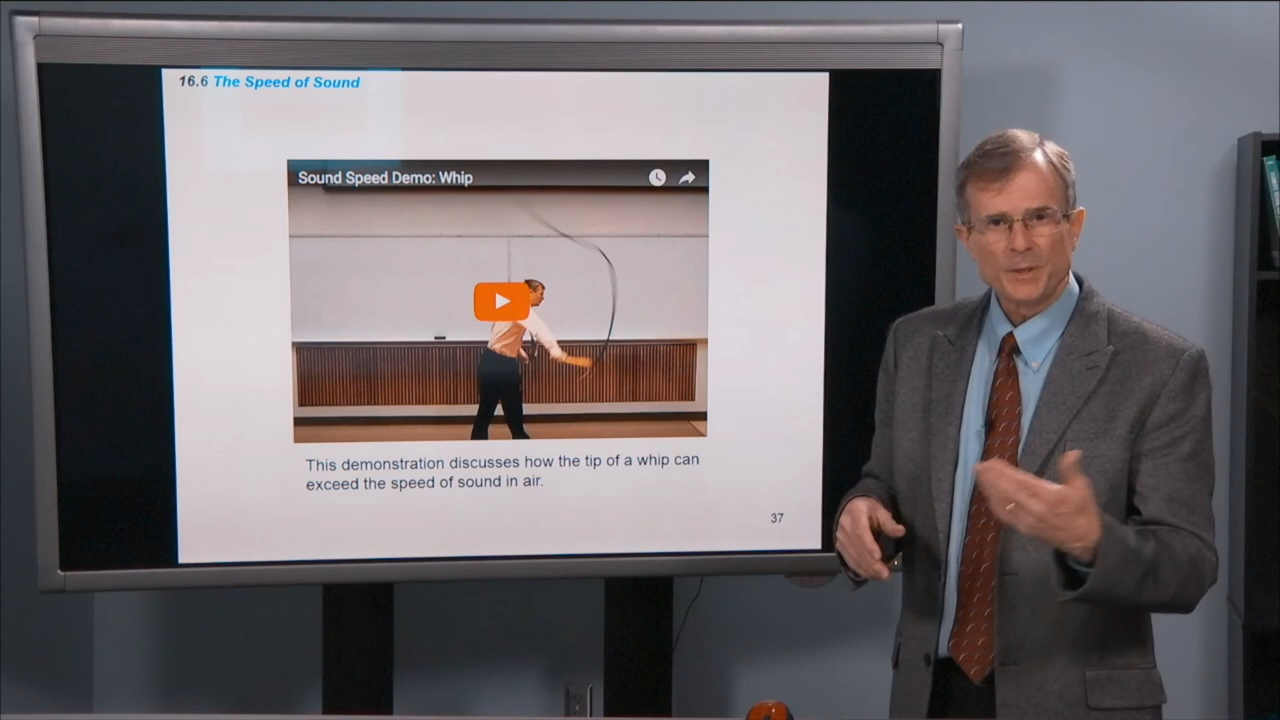 16.6 The Speed of Sound
Sound Speed Demo: Whip
This demonstration discusses how the tip of a whip can
exceed the speed of sound in air.
37